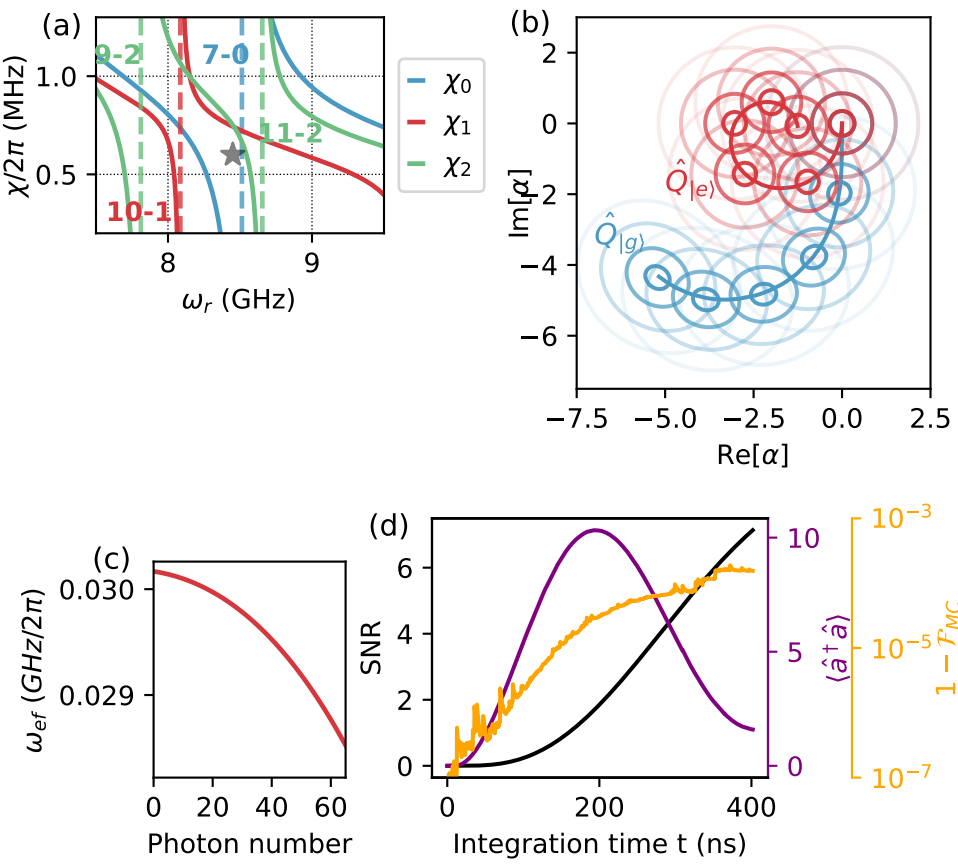 (a)
χ/2π (MHz)
1.0
0.5
9-2
7-0
11-2
10-1
8
9
ω_r (GHz)
χ_0
χ_1
χ_2
(b)
Im[α]
2
0
−2
−4
−6
Q̂_|e⟩
Q̂_|g⟩
−7.5
−5.0
−2.5
0.0
2.5
Re[α]
(c)
ω_ef (GHz/2π)
0.030
0.029
0
20
40
60
Photon number
(d)
SNR
6
4
2
0
0
200
400
Integration time t (ns)
10
5
0
⟨â†â⟩
10^−3
10^−5
10^−7
1 − ℱ_MC